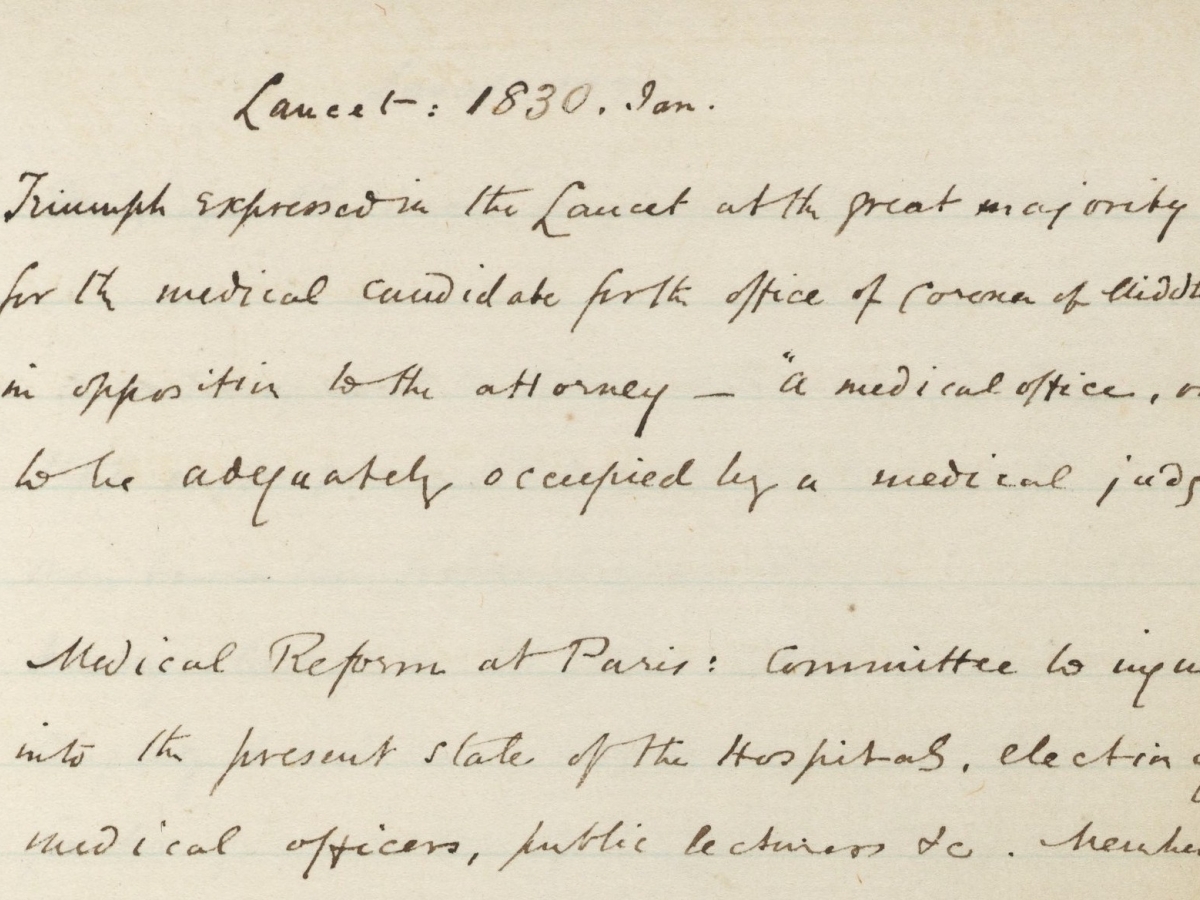 Lancet: 1830. Jan.
Triumph expressed in the Lancet at the great majority
for the medical candidate for the office of Coroner of Middl
in opposition to the attorney — "a medical office, o
to be adequately occupied by a medical judg
Medical Reform at Paris: Committee to inqu
into the present state of the Hospitals, election o
medical officers, public lecturers &c. Member